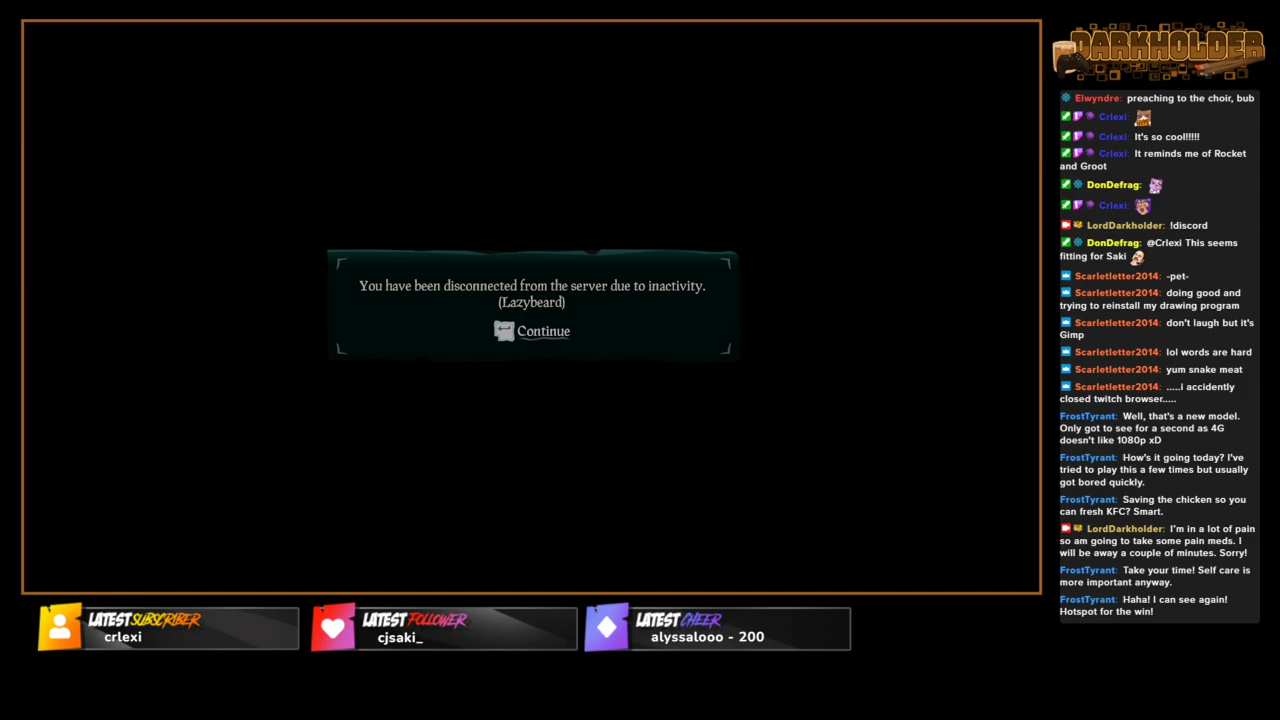 You have been disconnected from the server due to inactivity.
(Lazybeard)
Continue
DARKHOLDER
Elwyndre: preaching to the choir, bub
Crlexi:
Crlexi: It's so cool!!!!!
Crlexi: It reminds me of Rocket
and Groot
DonDefrag:
Crlexi:
LordDarkholder: !discord
DonDefrag: @Crlexi This seems
fitting for Saki
Scarletletter2014: -pet-
Scarletletter2014: doing good and
trying to reinstall my drawing program
Scarletletter2014: don't laugh but it's
Gimp
Scarletletter2014: lol words are hard
Scarletletter2014: yum snake meat
Scarletletter2014: .....i accidently
closed twitch browser.....
FrostTyrant: Well, that's a new model.
Only got to see for a second as 4G
doesn't like 1080p xD
FrostTyrant: How's it going today? I've
tried to play this a few times but usually
got bored quickly.
FrostTyrant: Saving the chicken so you
can fresh KFC? Smart.
LordDarkholder: I'm in a lot of pain
so am going to take some pain meds. I
will be away a couple of minutes. Sorry!
FrostTyrant: Take your time! Self care is
more important anyway.
FrostTyrant: Haha! I can see again!
Hotspot for the win!
LATEST SUBSCRIBER
crlexi
LATEST FOLLOWER
cjsaki_
LATEST CHEER
alyssalooo - 200